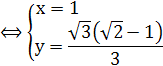 ⇔ { x = 1
y = √3(√2 − 1) / 3